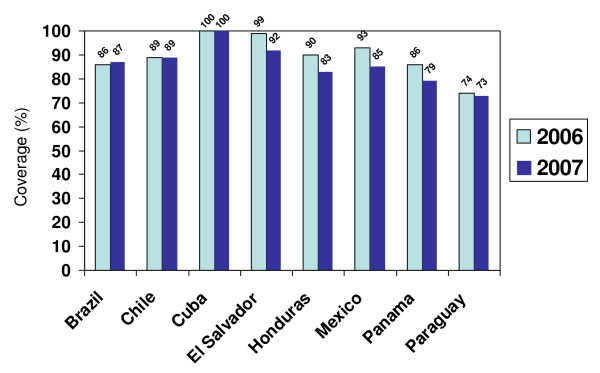 100 100
99
92
93
86 87
89 89
90
83
85
86
79
74 73
100
90
80
70
60
50
40
30
20
10
0
Coverage (%)
Brazil
Chile
Cuba
El Salvador
Honduras
Mexico
Panama
Paraguay
2006
2007